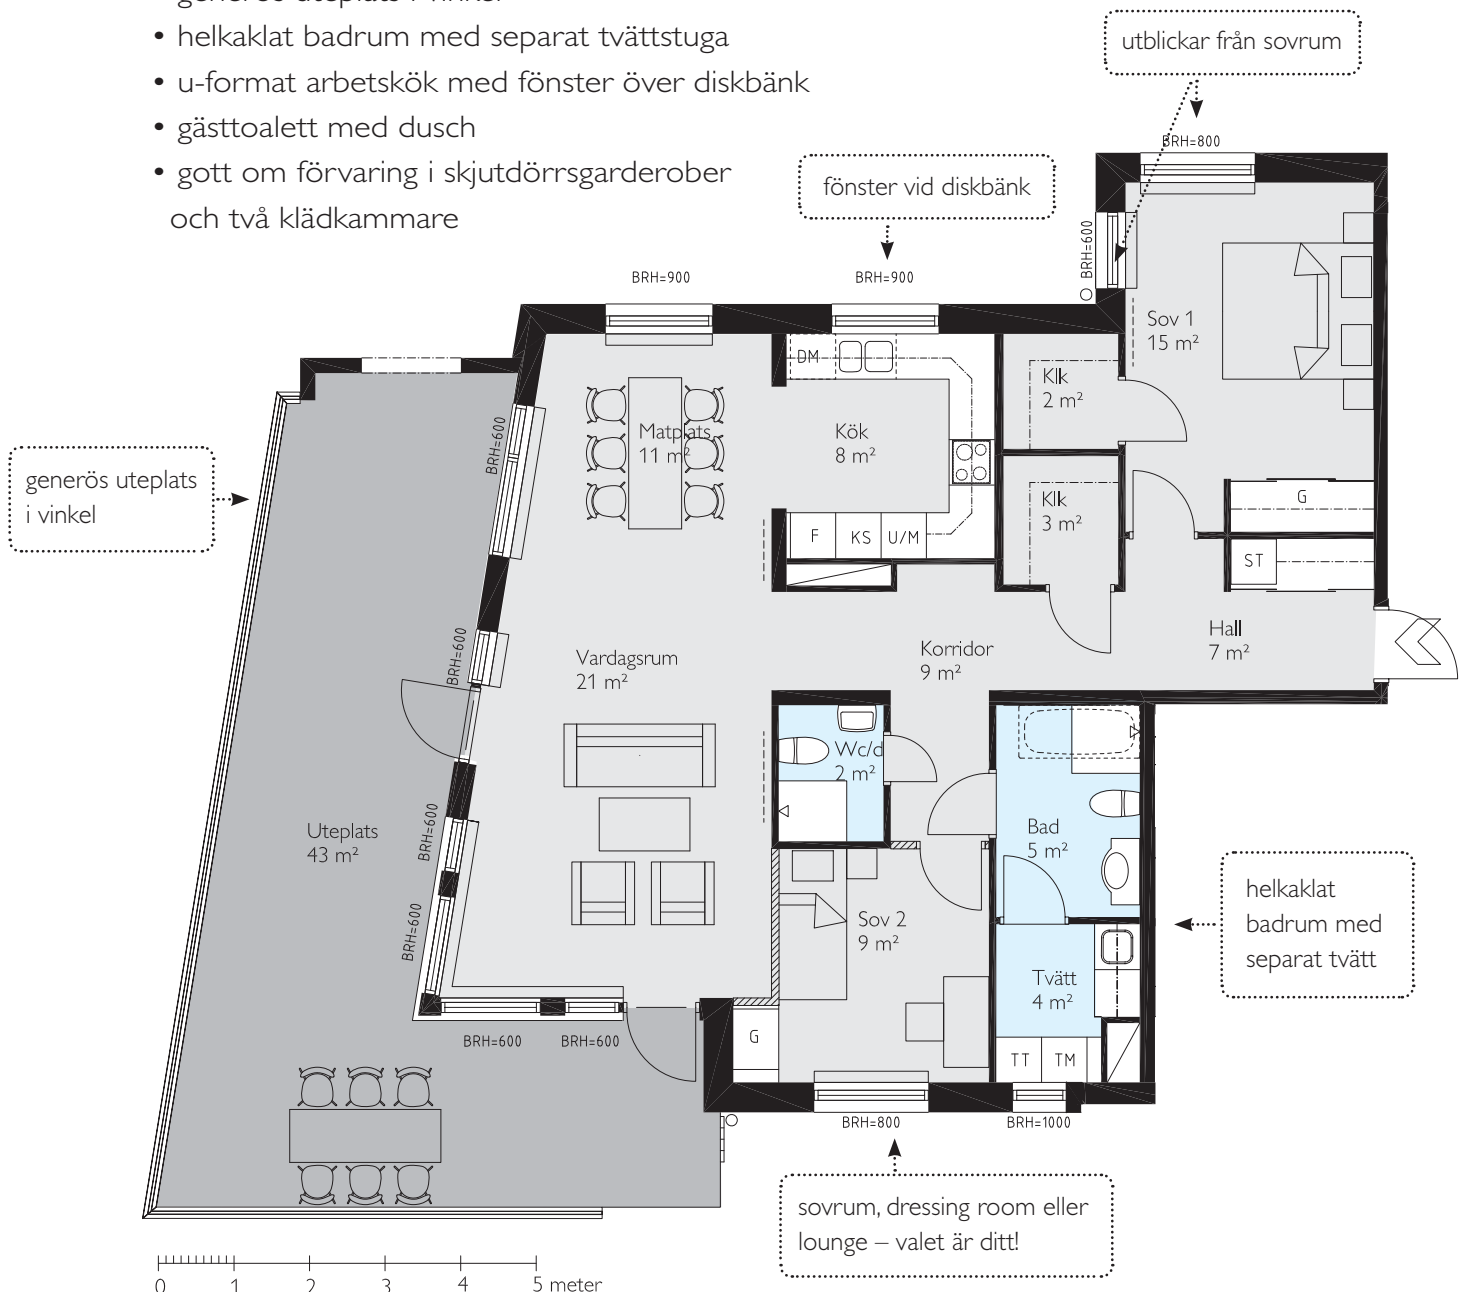 generös uteplats i vinkel
• helkaklat badrum med separat tvättstuga
• u-format arbetskök med fönster över diskbänk
• gästtoalett med dusch
• gott om förvaring i skjutdörrsgarderober
och två klädkammare
utblickar från sovrum
BRH=800
fönster vid diskbänk
BRH=600
BRH=900
BRH=900
Sov 1
15 m²
DM
Klk
2 m²
Matplats
11 m²
Kök
8 m²
BRH=600
generös uteplats
i vinkel
Klk
3 m²
G
F
KS
U/M
ST
BRH=600
Vardagsrum
21 m²
Korridor
9 m²
Hall
7 m²
Wc/d
2 m²
Uteplats
43 m²
BRH=600
Bad
5 m²
BRH=600
Sov 2
9 m²
helkaklat
badrum med
separat tvätt
Tvätt
4 m²
G
TT
TM
BRH=600
BRH=600
BRH=800
BRH=1000
sovrum, dressing room eller
lounge – valet är ditt!
0 1 2 3 4 5 meter